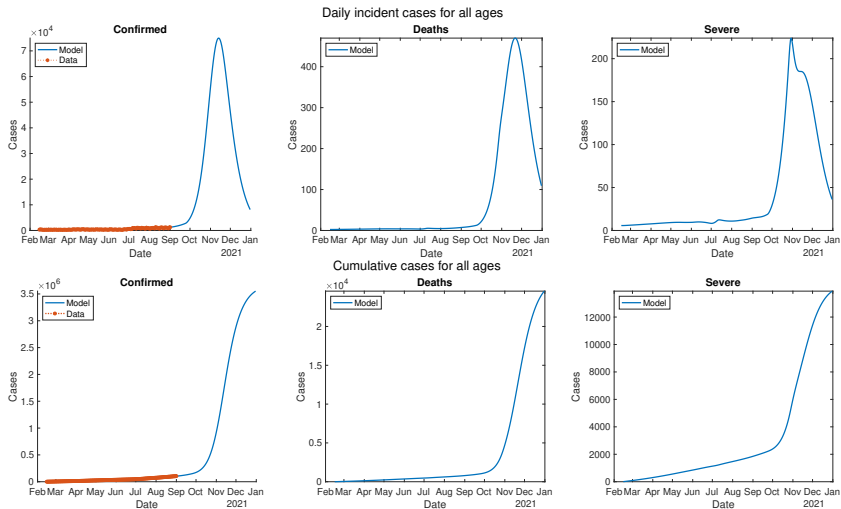 Daily incident cases for all ages
Confirmed
×10^4
Model
Data
Cases
0
1
2
3
4
5
6
7
Feb Mar Apr May Jun Jul Aug Sep Oct Nov Dec Jan
Date
2021
Deaths
Model
Cases
0
100
200
300
400
Feb Mar Apr May Jun Jul Aug Sep Oct Nov Dec Jan
Date
2021
Severe
Model
Cases
0
50
100
150
200
Feb Mar Apr May Jun Jul Aug Sep Oct Nov Dec Jan
Date
2021
Cumulative cases for all ages
Confirmed
×10^6
Model
Data
Cases
0
0.5
1
1.5
2
2.5
3
3.5
Feb Mar Apr May Jun Jul Aug Sep Oct Nov Dec Jan
Date
2021
Deaths
×10^4
Model
Cases
0
0.5
1
1.5
2
Feb Mar Apr May Jun Jul Aug Sep Oct Nov Dec Jan
Date
2021
Severe
Model
Cases
0
2000
4000
6000
8000
10000
12000
Feb Mar Apr May Jun Jul Aug Sep Oct Nov Dec Jan
Date
2021